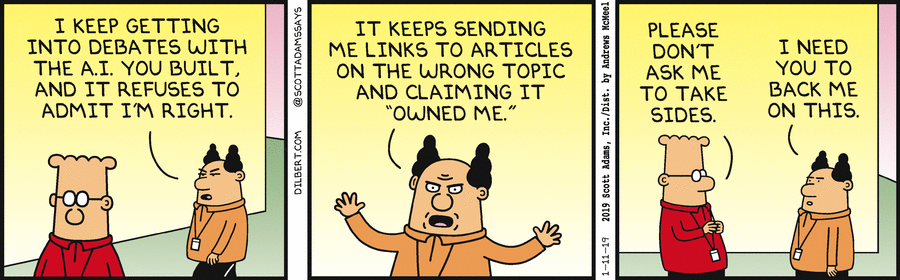 I KEEP GETTING
INTO DEBATES WITH
THE A.I. YOU BUILT,
AND IT REFUSES TO
ADMIT I'M RIGHT.
DILBERT.COM @SCOTTADAMSSAYS
IT KEEPS SENDING
ME LINKS TO ARTICLES
ON THE WRONG TOPIC
AND CLAIMING IT
“OWNED ME.”
1-11-19 2019 Scott Adams, Inc./Dist. by Andrews McMeel
PLEASE
DON'T
ASK ME
TO TAKE
SIDES.
I NEED
YOU TO
BACK ME
ON THIS.